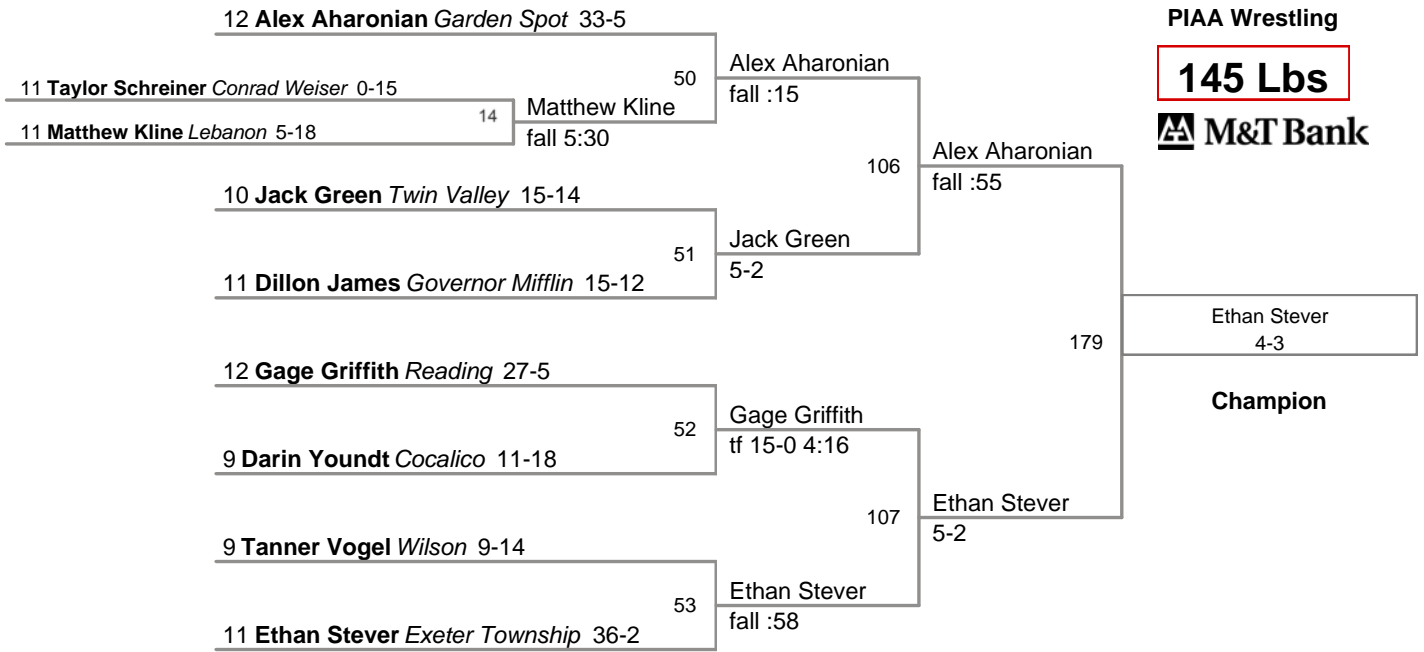 12 Alex Aharonian Garden Spot 33-5
PIAA Wrestling
145 Lbs
M&T Bank
11 Taylor Schreiner Conrad Weiser 0-15
14
11 Matthew Kline Lebanon 5-18
Matthew Kline
fall 5:30
50
Alex Aharonian
fall :15
10 Jack Green Twin Valley 15-14
51
11 Dillon James Governor Mifflin 15-12
Jack Green
5-2
106
Alex Aharonian
fall :55
12 Gage Griffith Reading 27-5
52
9 Darin Youndt Cocalico 11-18
Gage Griffith
tf 15-0 4:16
9 Tanner Vogel Wilson 9-14
53
11 Ethan Stever Exeter Township 36-2
Ethan Stever
fall :58
107
Ethan Stever
5-2
179
Ethan Stever
4-3
Champion